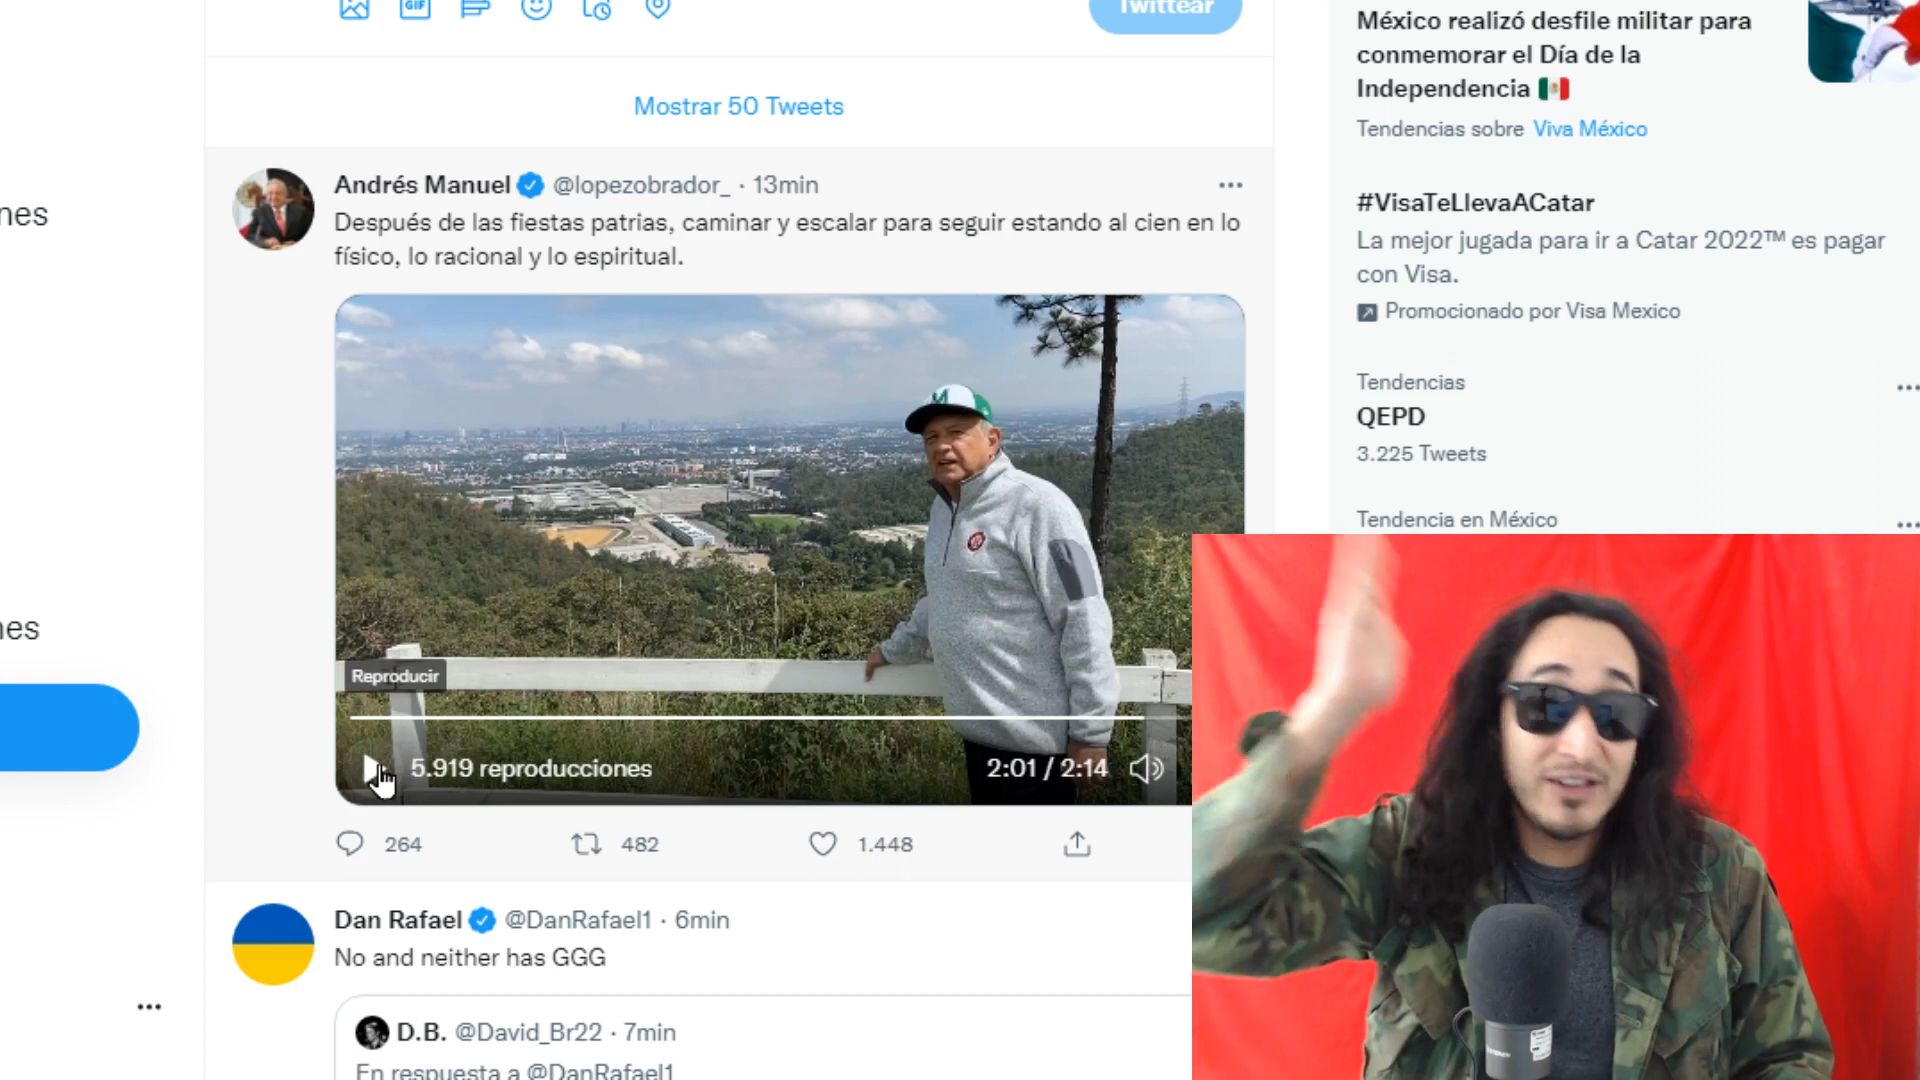 Twittear
Mostrar 50 Tweets
Andrés Manuel @lopezobrador_ · 13min
Después de las fiestas patrias, caminar y escalar para seguir estando al cien en lo
físico, lo racional y lo espiritual.
M
Reproducir
5.919 reproducciones
2:01 / 2:14
264
482
1.448
Dan Rafael @DanRafael1 · 6min
No and neither has GGG
D.B. @David_Br22 · 7min
En respuesta a @DanRafael1
nes
nes
México realizó desfile militar para
conmemorar el Día de la
Independencia
Tendencias sobre Viva México
#VisaTeLlevaACatar
La mejor jugada para ir a Catar 2022™ es pagar
con Visa.
Promocionado por Visa Mexico
Tendencias
QEPD
3.225 Tweets
Tendencia en México
GIF